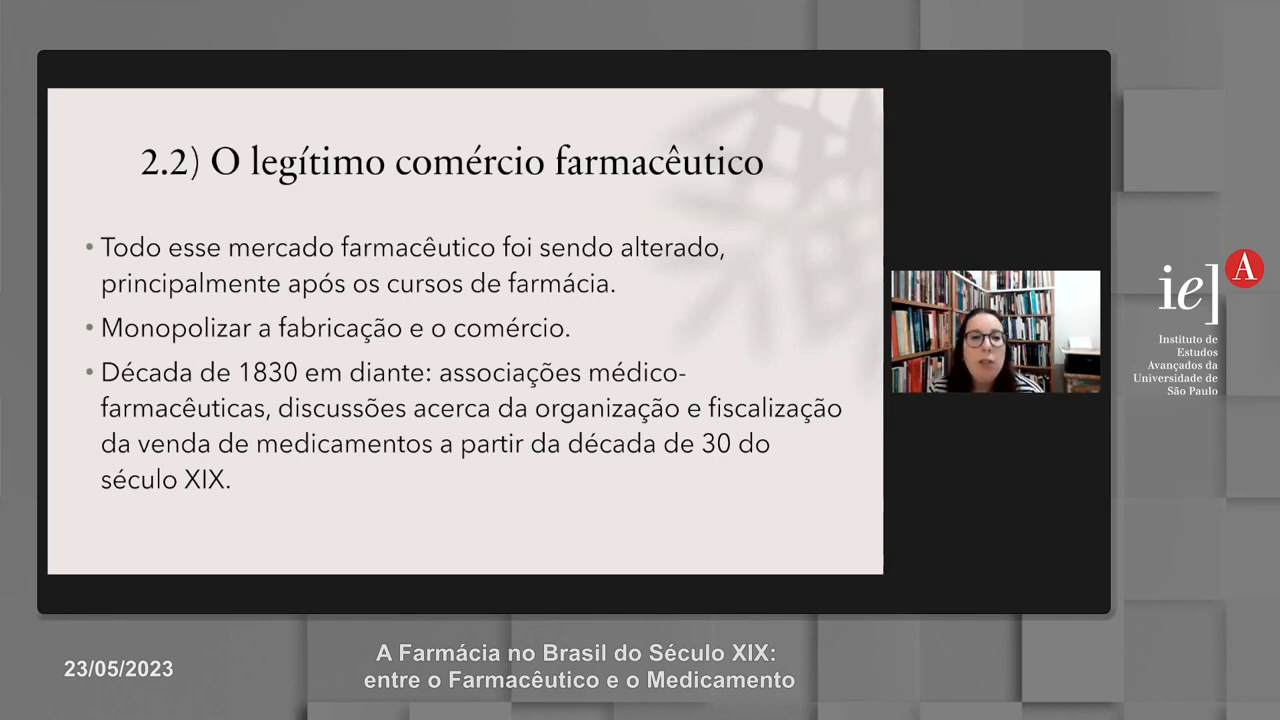 2.2) O legítimo comércio farmacêutico
• Todo esse mercado farmacêutico foi sendo alterado,
principalmente após os cursos de farmácia.
• Monopolizar a fabricação e o comércio.
• Década de 1830 em diante: associações médico-
farmacêuticas, discussões acerca da organização e fiscalização
da venda de medicamentos a partir da década de 30 do
século XIX.
ie] A
Instituto de
Estudos
Avançados da
Universidade de
São Paulo
23/05/2023
A Farmácia no Brasil do Século XIX:
entre o Farmacêutico e o Medicamento